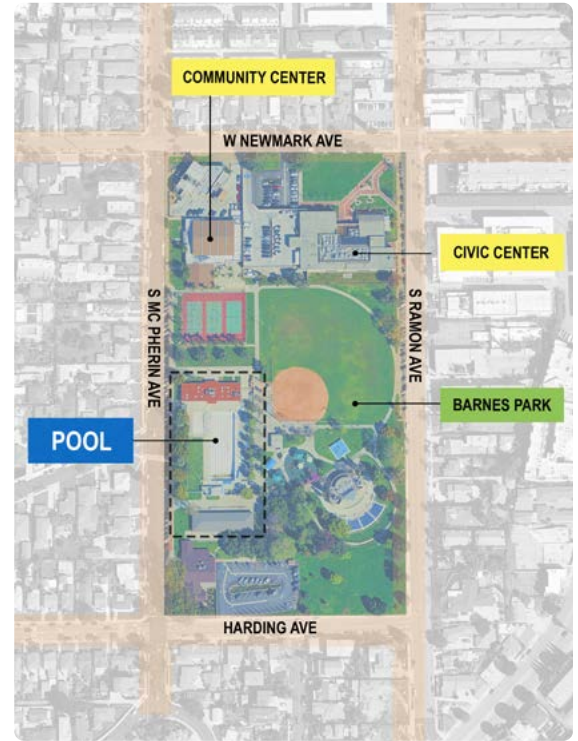 COMMUNITY CENTER
W NEWMARK AVE
CIVIC CENTER
S MC PHERIN AVE
S RAMON AVE
BARNES PARK
POOL
HARDING AVE